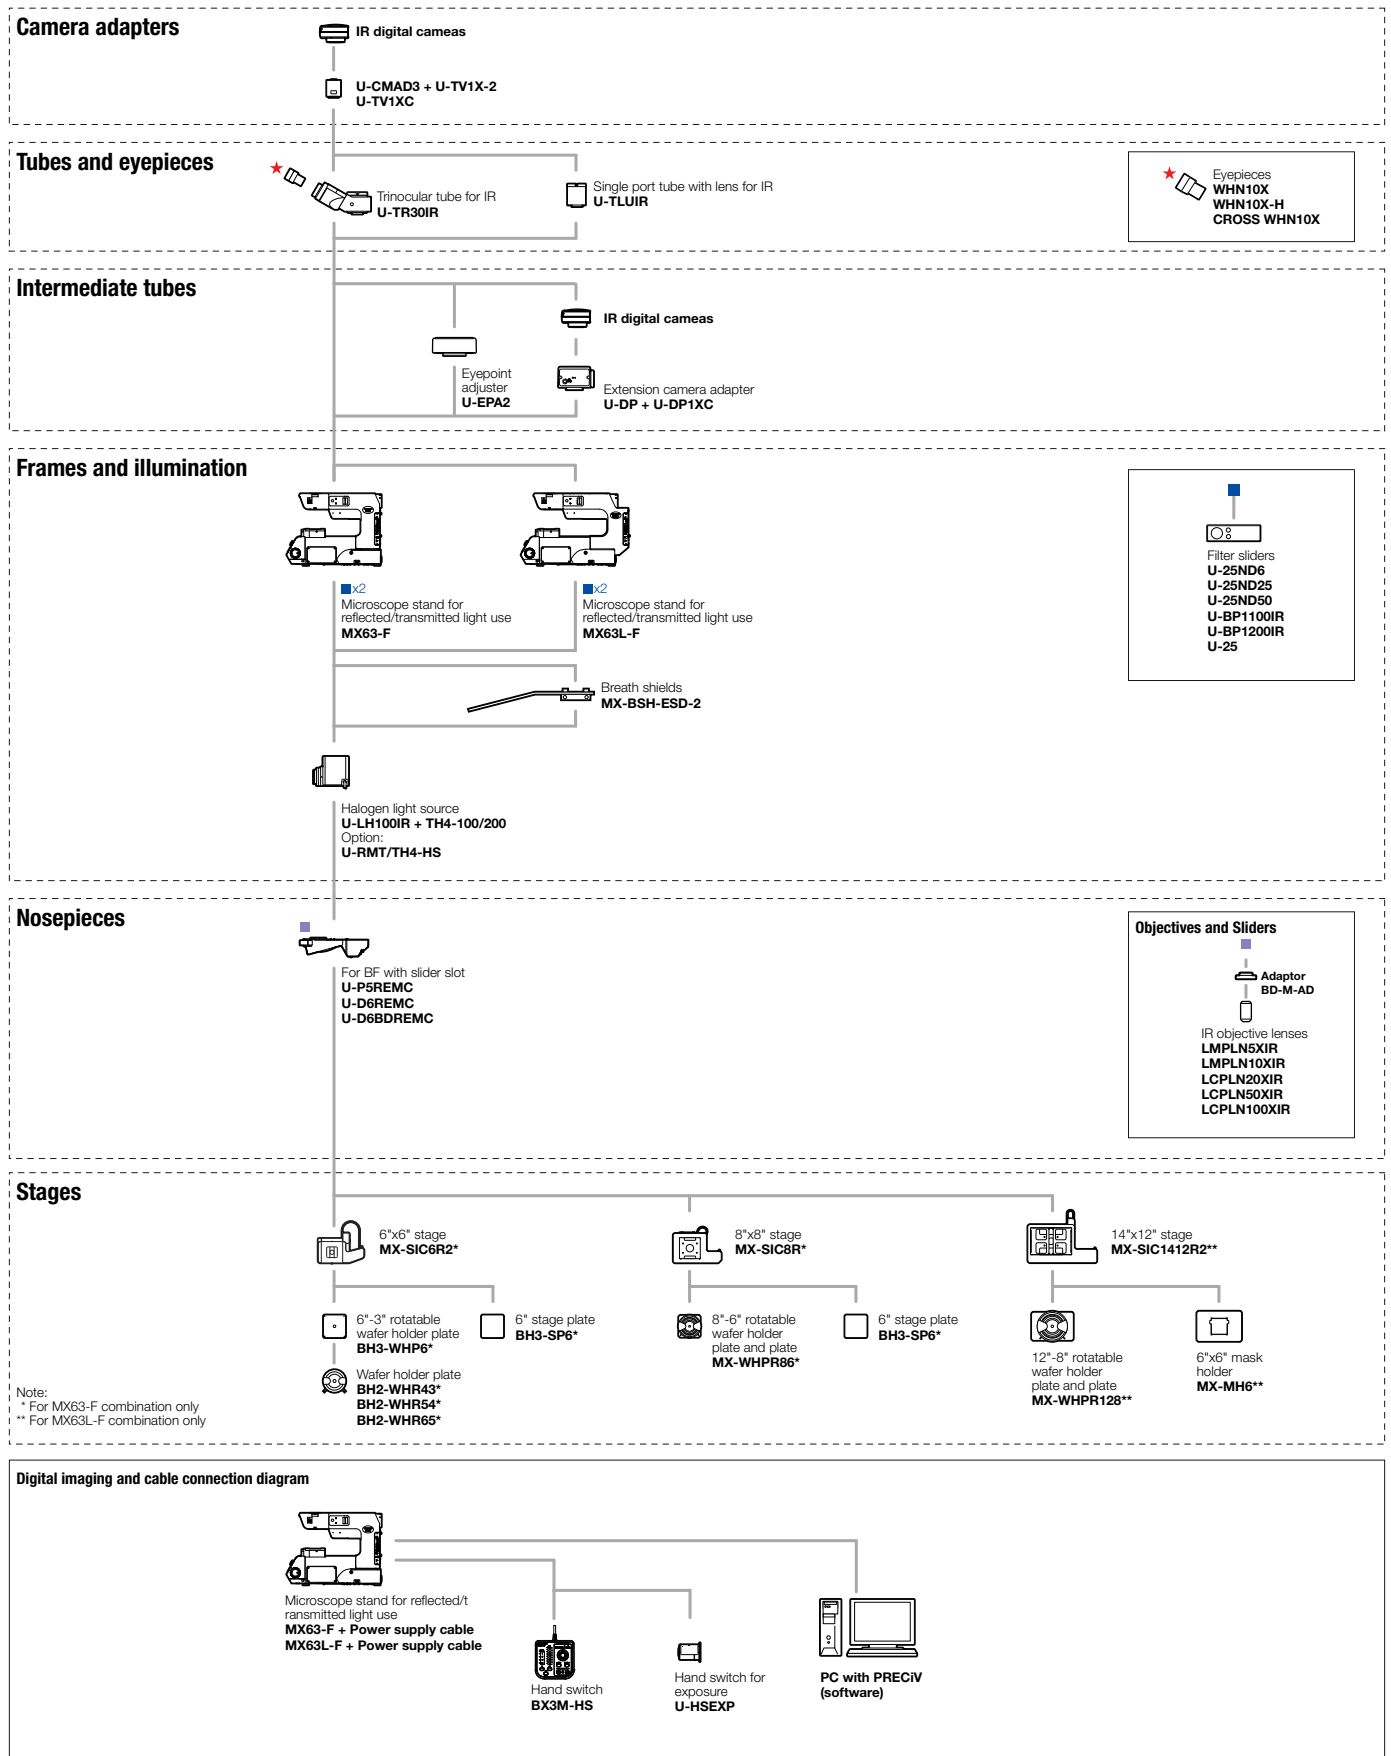 Camera adapters
IR digital cameas
U-CMAD3 + U-TV1X-2
U-TV1XC
Tubes and eyepieces
Trinocular tube for IR
U-TR30IR
Single port tube with lens for IR
U-TLUIR
Eyepieces
WHN10X
WHN10X-H
CROSS WHN10X
Intermediate tubes
IR digital cameas
Eyepoint
adjuster
U-EPA2
Extension camera adapter
U-DP + U-DP1XC
Frames and illumination
x2
Microscope stand for
reflected/transmitted light use
MX63-F
x2
Microscope stand for
reflected/transmitted light use
MX63L-F
Filter sliders
U-25ND6
U-25ND25
U-25ND50
U-BP1100IR
U-BP1200IR
U-25
Breath shields
MX-BSH-ESD-2
Halogen light source
U-LH100IR + TH4-100/200
Option:
U-RMT/TH4-HS
Nosepieces
For BF with slider slot
U-P5REMC
U-D6REMC
U-D6BDREMC
Objectives and Sliders
Adaptor
BD-M-AD
IR objective lenses
LMPLN5XIR
LMPLN10XIR
LCPLN20XIR
LCPLN50XIR
LCPLN100XIR
Stages
6"x6" stage
MX-SIC6R2*
8"x8" stage
MX-SIC8R*
14"x12" stage
MX-SIC1412R2**
6"-3" rotatable
wafer holder plate
BH3-WHP6*
6" stage plate
BH3-SP6*
8"-6" rotatable
wafer holder
plate and plate
MX-WHPR86*
6" stage plate
BH3-SP6*
12"-8" rotatable
wafer holder
plate and plate
MX-WHPR128**
6"x6" mask
holder
MX-MH6**
Wafer holder plate
BH2-WHR43*
BH2-WHR54*
BH2-WHR65*
Note:
* For MX63-F combination only
** For MX63L-F combination only
Digital imaging and cable connection diagram
Microscope stand for reflected/t
ransmitted light use
MX63-F + Power supply cable
MX63L-F + Power supply cable
Hand switch
BX3M-HS
Hand switch for
exposure
U-HSEXP
PC with PRECiV
(software)